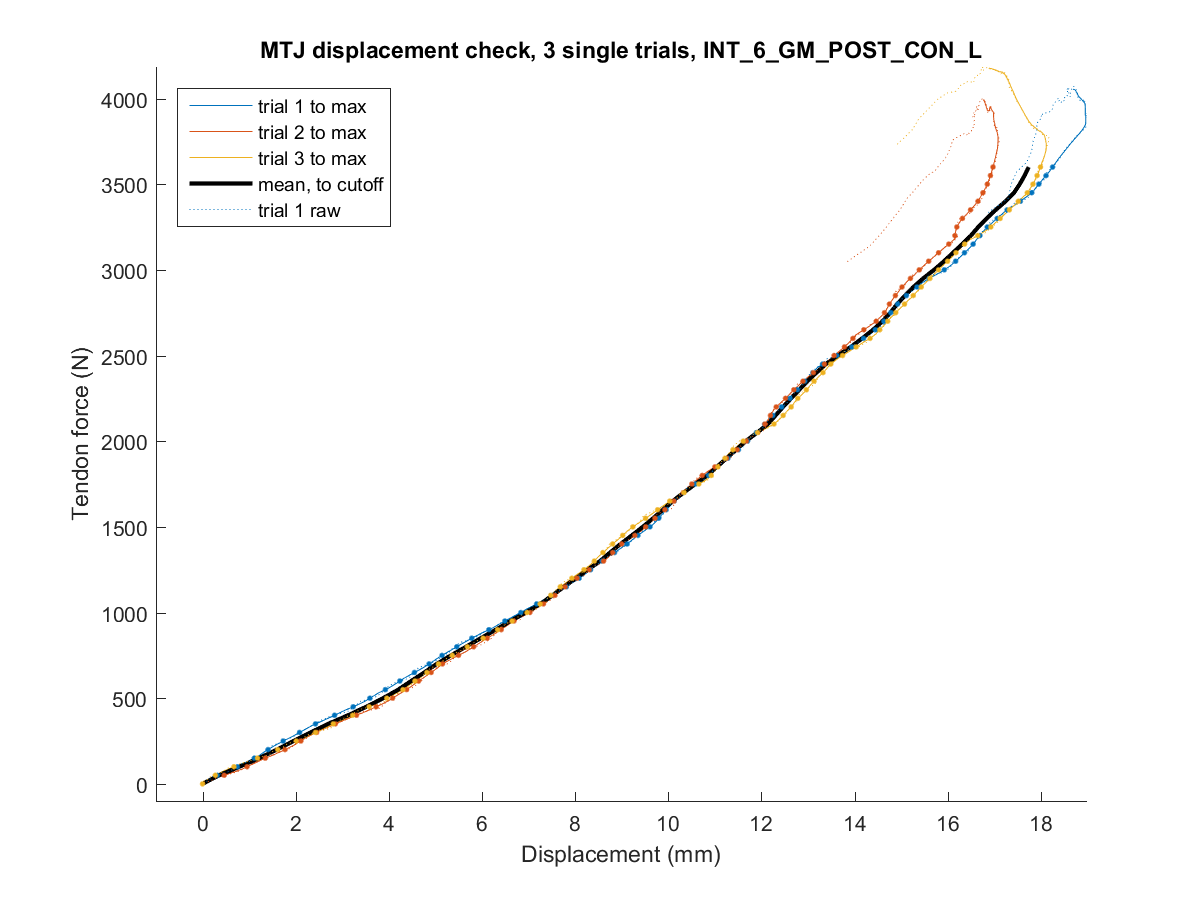 MTJ displacement check, 3 single trials, INT_6_GM_POST_CON_L
trial 1 to max
trial 2 to max
trial 3 to max
mean, to cutoff
trial 1 raw
4000
3500
3000
2500
2000
1500
1000
500
0
Tendon force (N)
0 2 4 6 8 10 12 14 16 18
Displacement (mm)